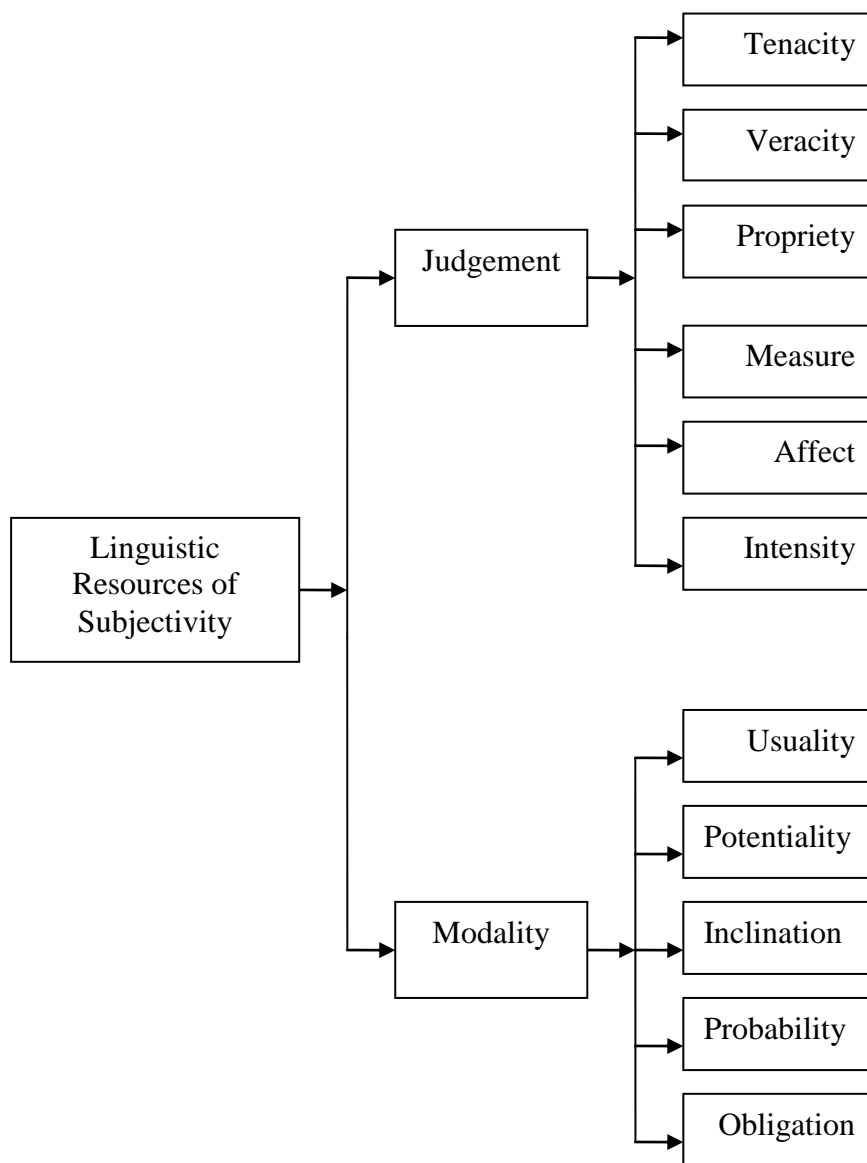 Tenacity
Veracity
Propriety
Judgement
Measure
Affect
Intensity
Linguistic
Resources of
Subjectivity
Usuality
Potentiality
Modality
Inclination
Probability
Obligation